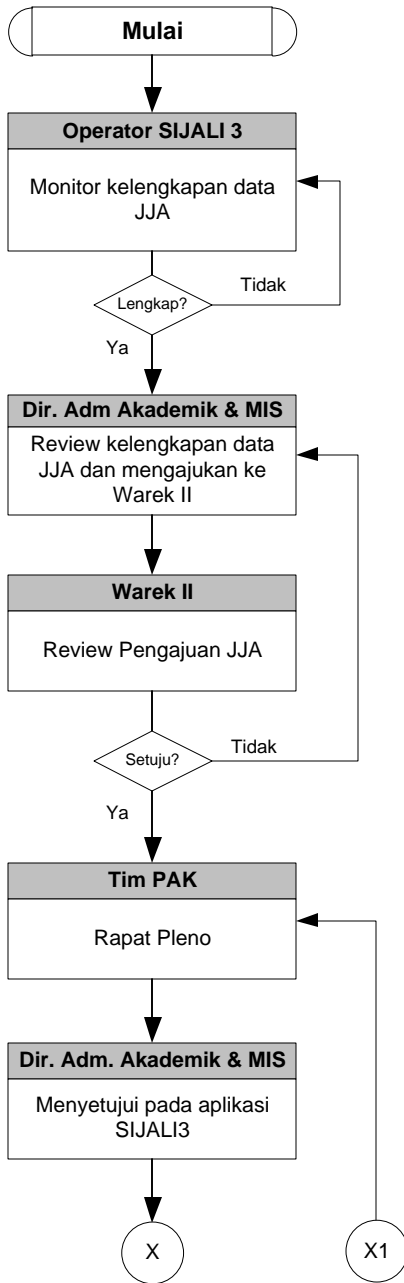 Mulai
Operator SIJALI 3
Monitor kelengkapan data
JJA
Lengkap?
Tidak
Ya
Dir. Adm Akademik & MIS
Review kelengkapan data
JJA dan mengajukan ke
Warek II
Warek II
Review Pengajuan JJA
Setuju?
Tidak
Ya
Tim PAK
Rapat Pleno
Dir. Adm. Akademik & MIS
Menyetujui pada aplikasi
SIJALI3
X
X1